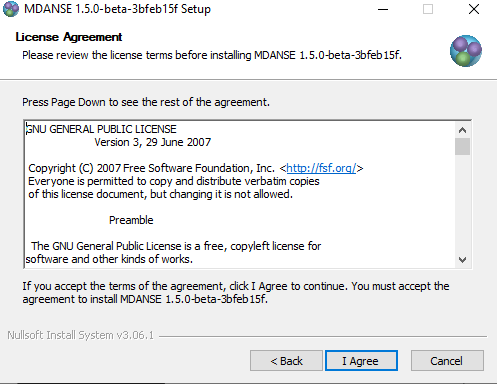 MDANSE 1.5.0-beta-3bfeb15f Setup
License Agreement
Please review the license terms before installing MDANSE 1.5.0-beta-3bfeb15f.
Press Page Down to see the rest of the agreement.
GNU GENERAL PUBLIC LICENSE
Version 3, 29 June 2007
Copyright (C) 2007 Free Software Foundation, Inc. <http://fsf.org/>
Everyone is permitted to copy and distribute verbatim copies
of this license document, but changing it is not allowed.
Preamble
The GNU General Public License is a free, copyleft license for
software and other kinds of works.
If you accept the terms of the agreement, click I Agree to continue. You must accept the
agreement to install MDANSE 1.5.0-beta-3bfeb15f.
Nullsoft Install System v3.06.1
< Back
I Agree
Cancel